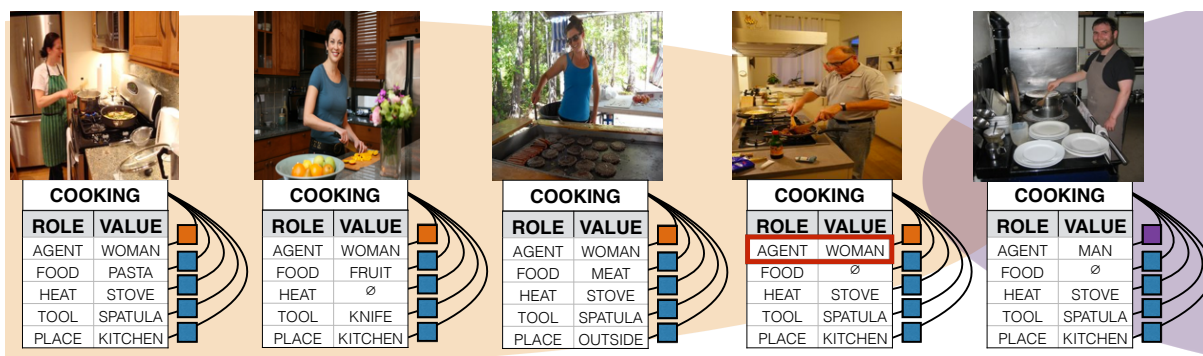 COOKING
ROLE VALUE
AGENT WOMAN
FOOD PASTA
HEAT STOVE
TOOL SPATULA
PLACE KITCHEN
COOKING
ROLE VALUE
AGENT WOMAN
FOOD FRUIT
HEAT ∅
TOOL KNIFE
PLACE KITCHEN
COOKING
ROLE VALUE
AGENT WOMAN
FOOD MEAT
HEAT STOVE
TOOL SPATULA
PLACE OUTSIDE
COOKING
ROLE VALUE
AGENT WOMAN
FOOD ∅
HEAT STOVE
TOOL SPATULA
PLACE KITCHEN
COOKING
ROLE VALUE
AGENT MAN
FOOD ∅
HEAT STOVE
TOOL SPATULA
PLACE KITCHEN